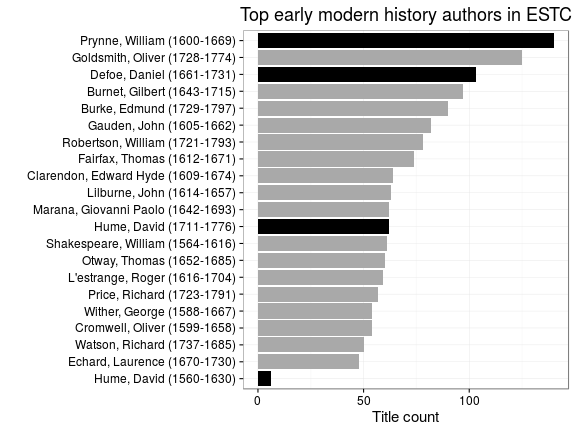 Top early modern history authors in ESTC
Prynne, William (1600-1669)
Goldsmith, Oliver (1728-1774)
Defoe, Daniel (1661-1731)
Burnet, Gilbert (1643-1715)
Burke, Edmund (1729-1797)
Gauden, John (1605-1662)
Robertson, William (1721-1793)
Fairfax, Thomas (1612-1671)
Clarendon, Edward Hyde (1609-1674)
Lilburne, John (1614-1657)
Marana, Giovanni Paolo (1642-1693)
Hume, David (1711-1776)
Shakespeare, William (1564-1616)
Otway, Thomas (1652-1685)
L'estrange, Roger (1616-1704)
Price, Richard (1723-1791)
Wither, George (1588-1667)
Cromwell, Oliver (1599-1658)
Watson, Richard (1737-1685)
Echard, Laurence (1670-1730)
Hume, David (1560-1630)
0 50 100
Title count